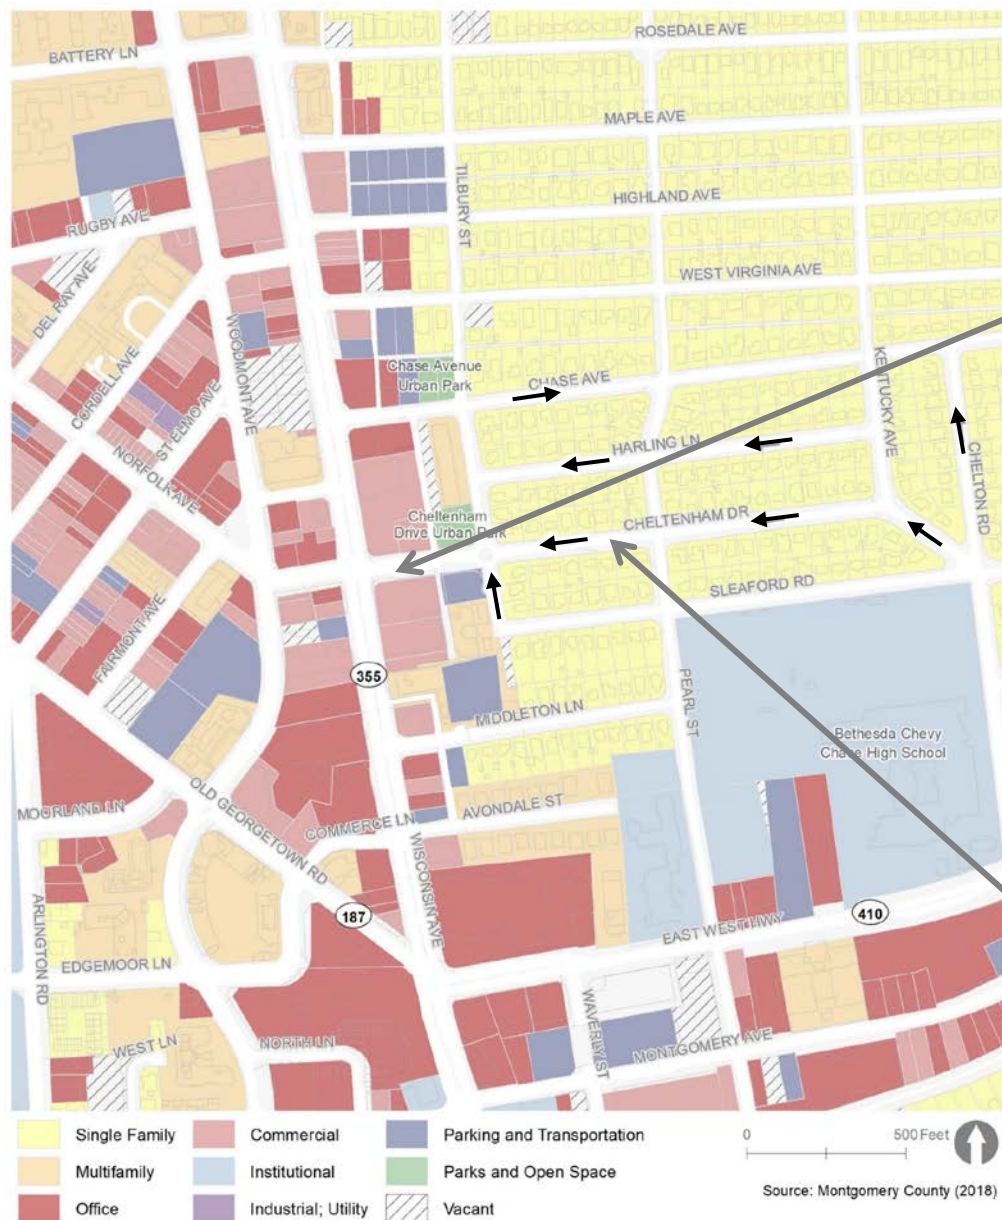 ROSEDALE AVE
BATTERY LN
MAPLE AVE
TILBURY ST
HIGHLAND AVE
RUGBY AVE
WEST VIRGINIA AVE
DEL RAY AVE
WOODMONT AVE
CORDELL AVE
Chase Avenue
Urban Park
CHASE AVE
KENTUCKY AVE
ST ELMO AVE
HARLING LN
CHELTON RD
NORFOLK AVE
Cheltenham
Drive Urban Park
CHELTENHAM DR
SLEAFORD RD
FAIRMONT AVE
355
PEARL ST
MIDDLETON LN
Bethesda Chevy
Chase High School
MOORLAND LN
OLD GEORGETOWN RD
COMMERCE LN
AVONDALE ST
WISCONSIN AVE
187
410
ARLINGTON RD
EAST WEST HWY
EDGEMOOR LN
WAVERLY ST
WEST LN
NORTH LN
MONTGOMERY AVE
Single Family
Commercial
Parking and Transportation
0
500 Feet
Multifamily
Institutional
Parks and Open Space
Office
Industrial; Utility
Vacant
Source: Montgomery County (2018)